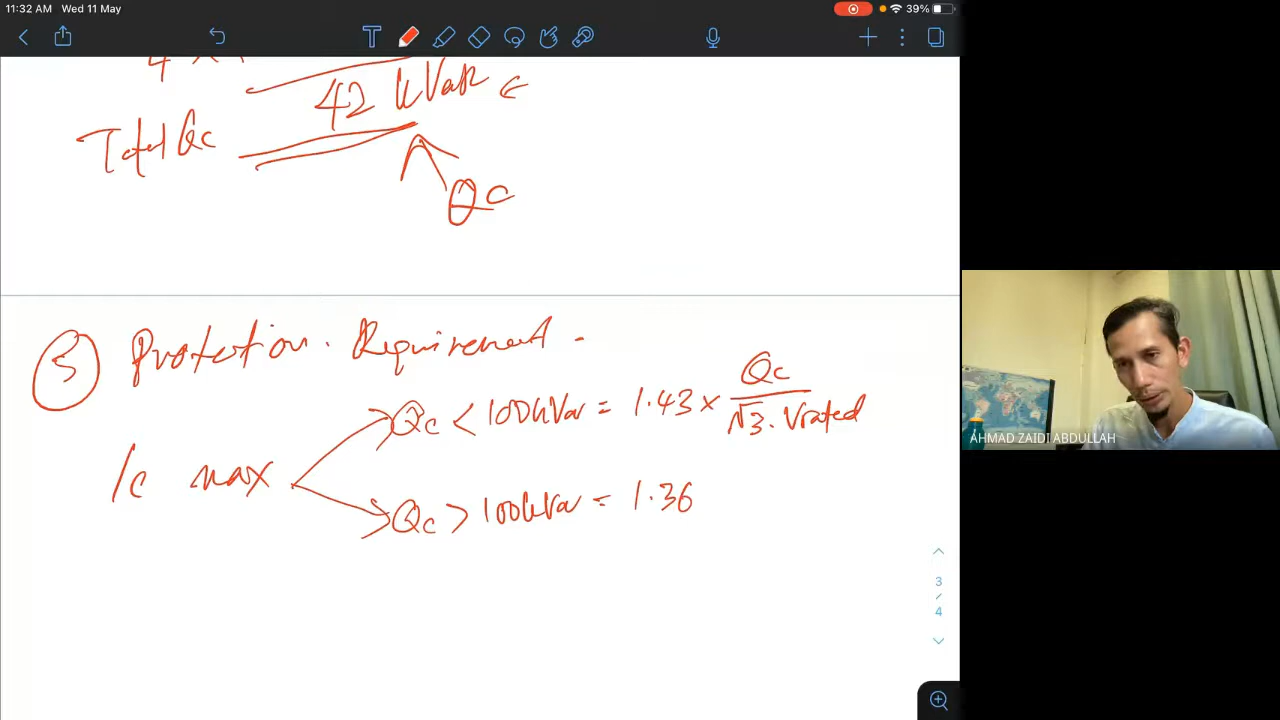 11:32 AM Wed 11 May 39%
42 kVar
Total Qc
Qc
5 Protection. Requirement.
Qc < 100kVar = 1.43 × Qc / √3. Vrated
Ic max
Qc > 100kVar = 1.36
AHMAD ZAIDI ABDULLAH
3
/
4